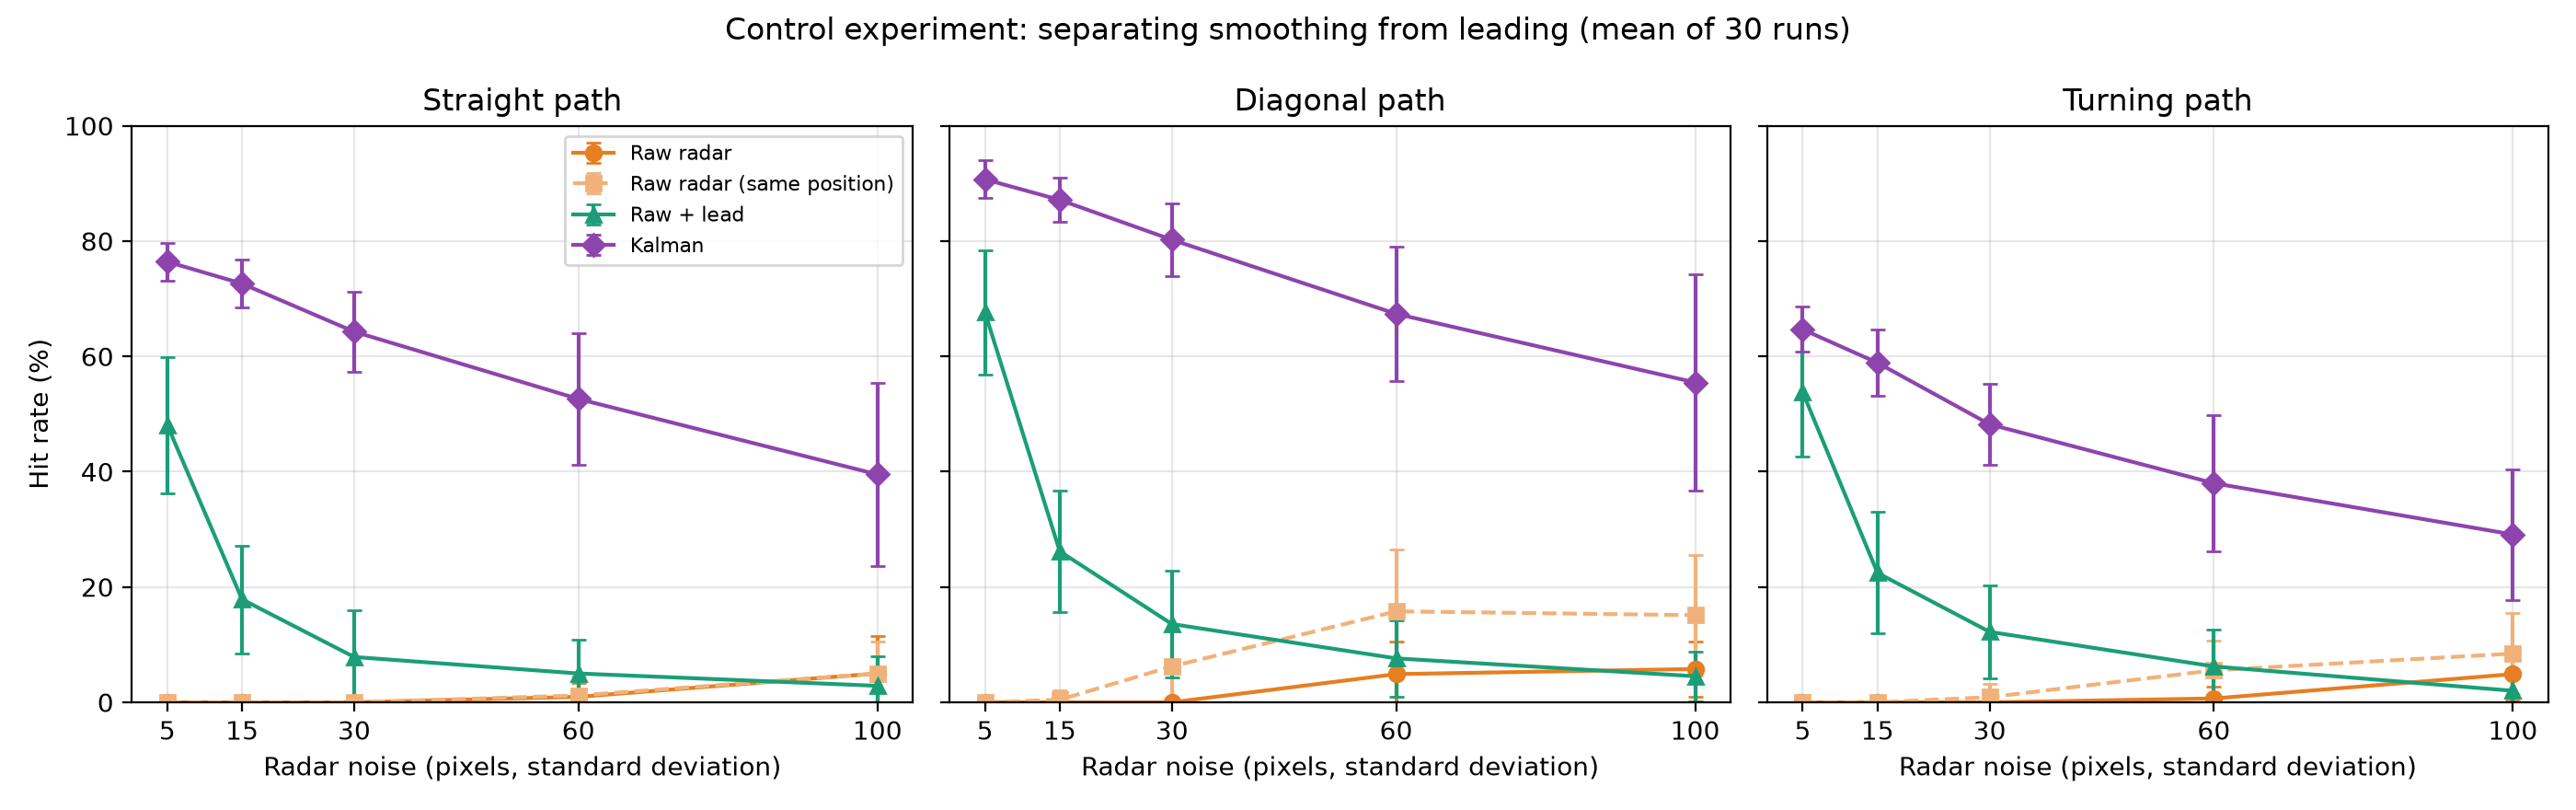 Control experiment: separating smoothing from leading (mean of 30 runs)
Straight path
Diagonal path
Turning path
Hit rate (%)
100
80
60
40
20
0
Raw radar
Raw radar (same position)
Raw + lead
Kalman
5 15 30 60 100
5 15 30 60 100
5 15 30 60 100
Radar noise (pixels, standard deviation)
Radar noise (pixels, standard deviation)
Radar noise (pixels, standard deviation)